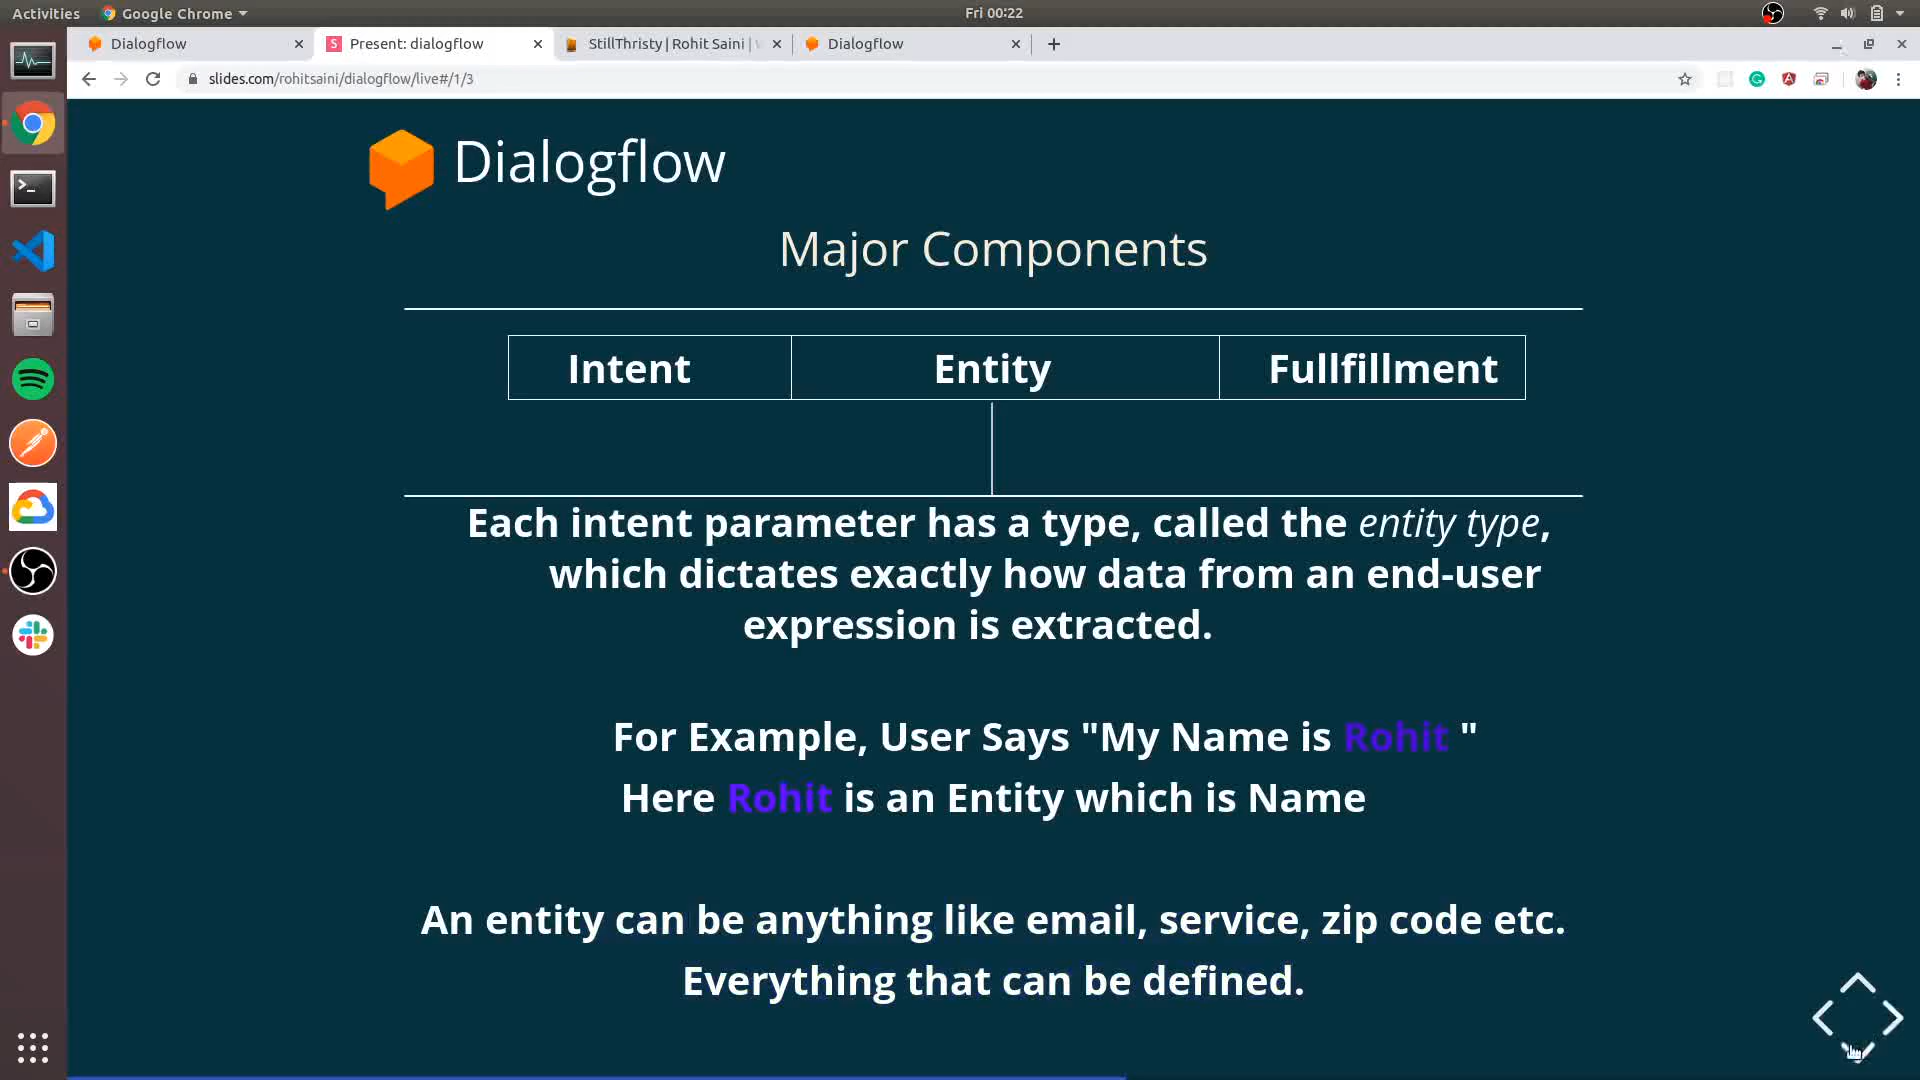 Activities
Google Chrome
Fri 00:22
Dialogflow
S
Present: dialogflow
StillThristy | Rohit Saini |
Dialogflow
slides.com/rohitsaini/dialogflow/live#/1/3
Dialogflow
Major Components
Intent
Entity
Fullfillment
Each intent parameter has a type, called the entity type,
which dictates exactly how data from an end-user
expression is extracted.
For Example, User Says "My Name is Rohit "
Here Rohit is an Entity which is Name
An entity can be anything like email, service, zip code etc.
Everything that can be defined.